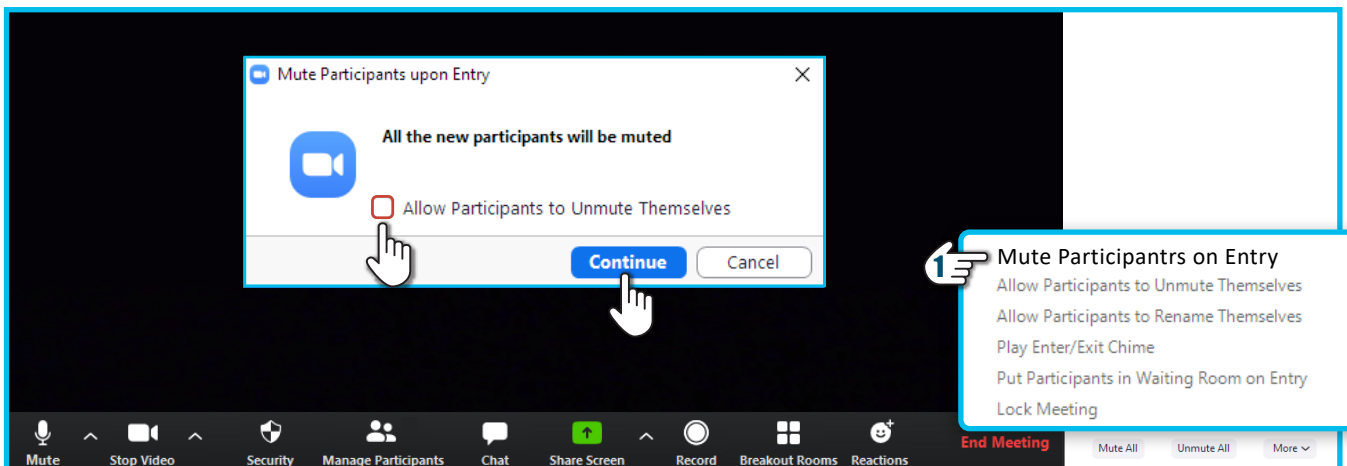 Mute Participants upon Entry
All the new participants will be muted
Allow Participants to Unmute Themselves
Continue
Cancel
1
Mute Participantrs on Entry
Allow Participants to Unmute Themselves
Allow Participants to Rename Themselves
Play Enter/Exit Chime
Put Participants in Waiting Room on Entry
Lock Meeting
Mute
Stop Video
Security
Manage Participants
Chat
Share Screen
Record
Breakout Rooms
Reactions
End Meeting
Mute All
Unmute All
More